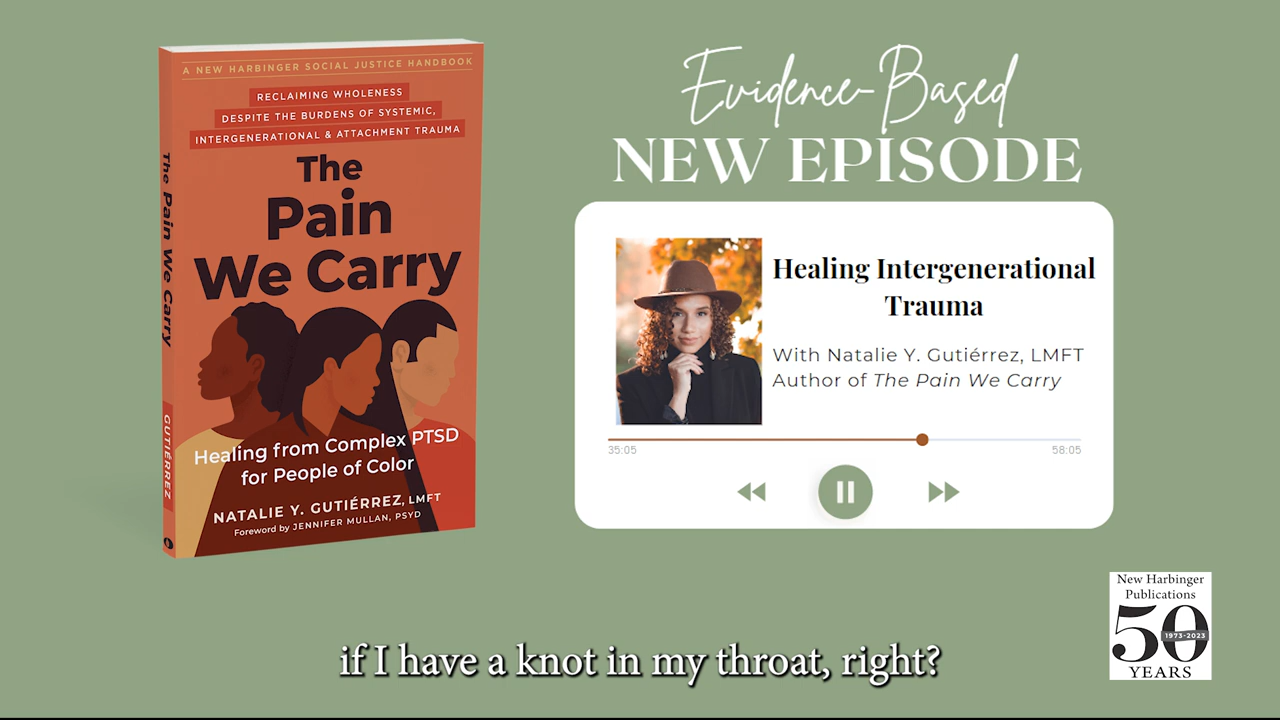 A NEW HARBINGER SOCIAL JUSTICE HANDBOOK
RECLAIMING WHOLENESS
DESPITE THE BURDENS OF SYSTEMIC,
INTERGENERATIONAL & ATTACHMENT TRAUMA
The
Pain
We Carry
Healing from Complex PTSD
for People of Color
NATALIE Y. GUTIÉRREZ, LMFT
Foreword by JENNIFER MULLAN, PSYD
The Pain We Carry
GUTIÉRREZ
Evidence-Based
NEW EPISODE
Healing Intergenerational
Trauma
With Natalie Y. Gutiérrez, LMFT
Author of The Pain We Carry
35:05
58:05
New Harbinger
Publications
50
1973-2023
YEARS
if I have a knot in my throat, right?